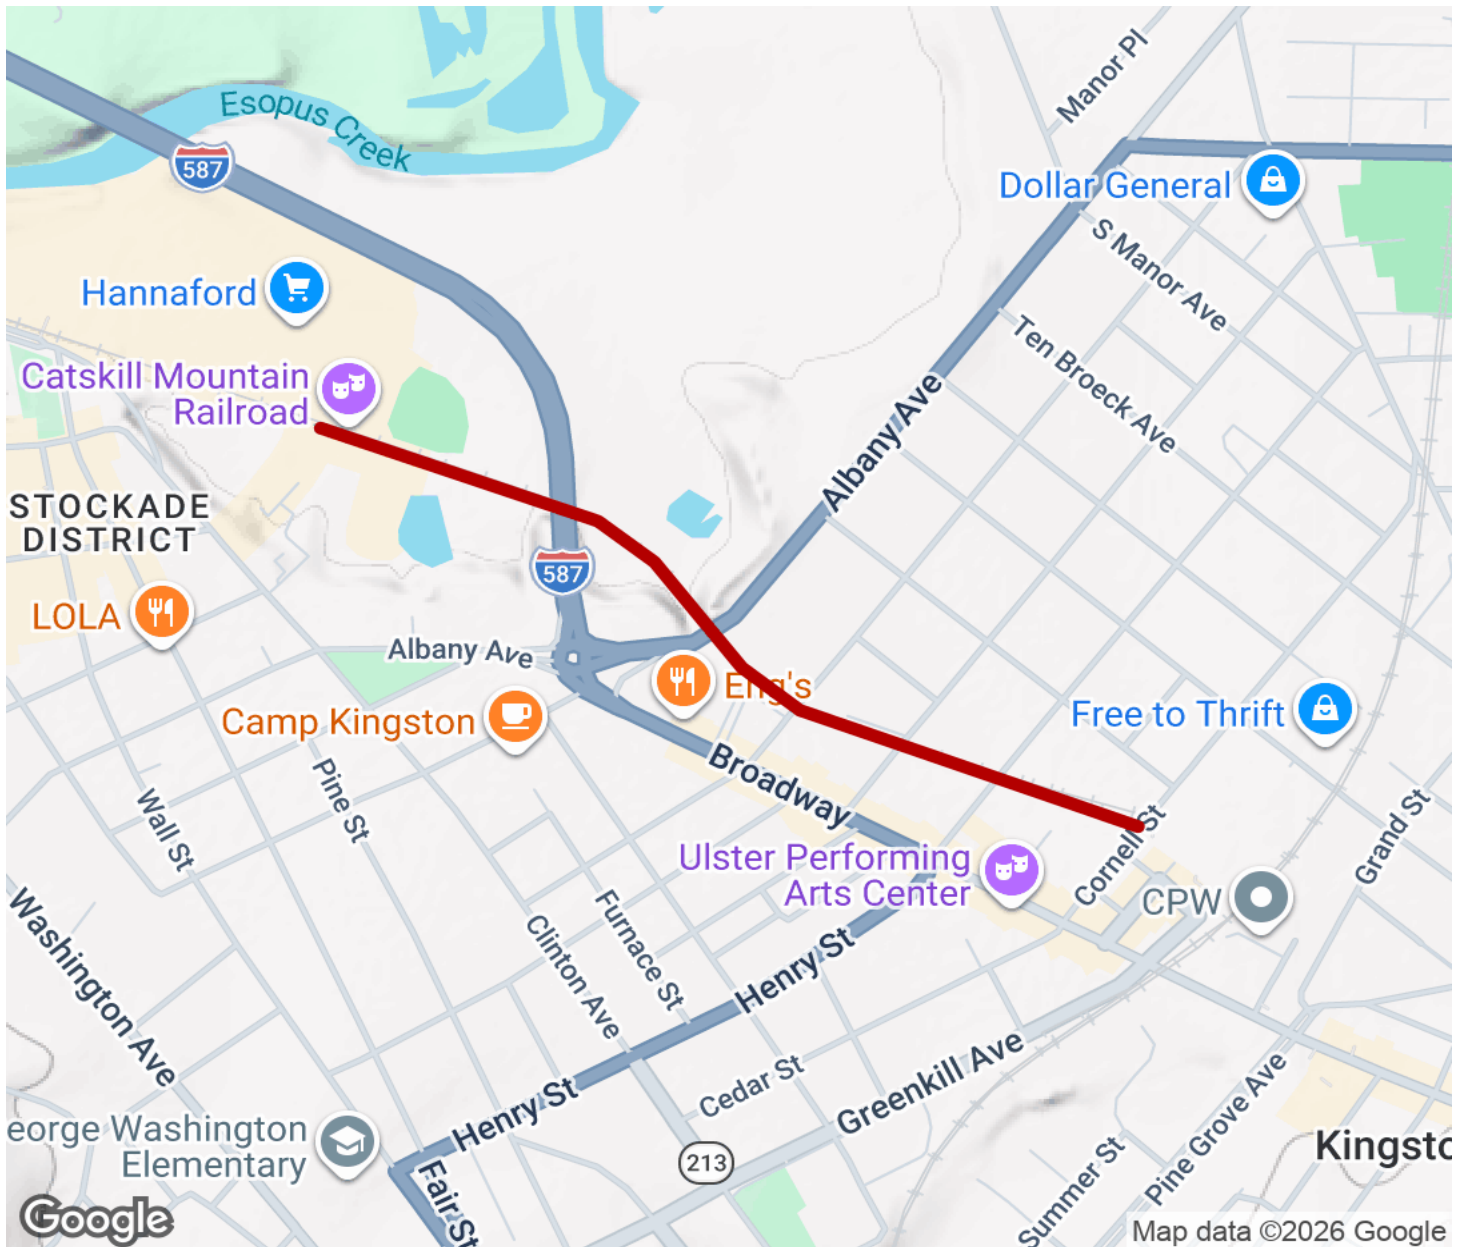 Manor Pl
Esopus Creek
587
Dollar General
S Manor Ave
Hannaford
Ten Broeck Ave
Catskill Mountain
Railroad
Albany Ave
STOCKADE
DISTRICT
587
LOLA
Albany Ave
Eng's
Camp Kingston
Free to Thrift
Broadway
Pine St
Wall St
Cornell St
Grand St
Ulster Performing
Arts Center
CPW
Washington Ave
Furnace St
Clinton Ave
Henry St
Greenkill Ave
Cedar St
Henry St
Pine Grove Ave
eorge Washington
Elementary
213
Summer St
Kingsto
Fair St
Google
Map data ©2026 Google